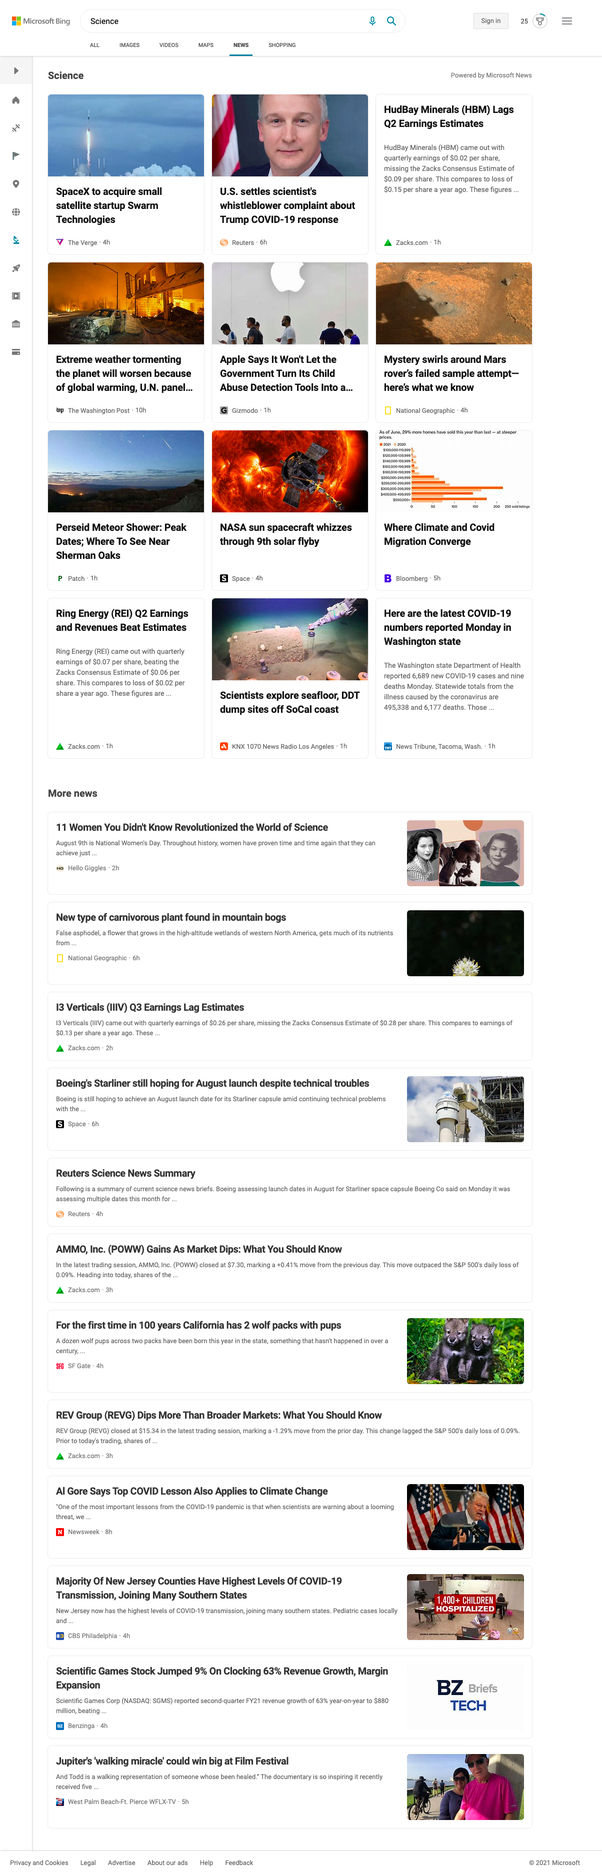 Microsoft Bing
Science
Sign in
25
ALL IMAGES VIDEOS MAPS NEWS SHOPPING
Science
Powered by Microsoft News
SpaceX to acquire small
satellite startup Swarm
Technologies
The Verge · 4h
U.S. settles scientist's
whistleblower complaint about
Trump COVID-19 response
Reuters · 6h
HudBay Minerals (HBM) Lags
Q2 Earnings Estimates
HudBay Minerals (HBM) came out with
quarterly earnings of $0.02 per share,
missing the Zacks Consensus Estimate of
$0.09 per share. This compares to loss of
$0.15 per share a year ago. These figures ...
Zacks.com · 1h
Extreme weather tormenting
the planet will worsen because
of global warming, U.N. panel...
The Washington Post · 10h
Apple Says It Won't Let the
Government Turn Its Child
Abuse Detection Tools Into a...
Gizmodo · 1h
Mystery swirls around Mars
rover's failed sample attempt—
here's what we know
National Geographic · 4h
Perseid Meteor Shower: Peak
Dates; Where To See Near
Sherman Oaks
Patch · 1h
NASA sun spacecraft whizzes
through 9th solar flyby
Space · 4h
As of June, 29% more homes have sold this year than last — at steeper
prices.
2021 2020
0 50 100 150 200 250 sold listings
Where Climate and Covid
Migration Converge
Bloomberg · 5h
Ring Energy (REI) Q2 Earnings
and Revenues Beat Estimates
Ring Energy (REI) came out with quarterly
earnings of $0.07 per share, beating the
Zacks Consensus Estimate of $0.06 per
share. This compares to loss of $0.02 per
share a year ago. These figures are ...
Zacks.com · 1h
Scientists explore seafloor, DDT
dump sites off SoCal coast
KNX 1070 News Radio Los Angeles · 1h
Here are the latest COVID-19
numbers reported Monday in
Washington state
The Washington state Department of Health
reported 6,689 new COVID-19 cases and nine
deaths Monday. Statewide totals from the
illness caused by the coronavirus are
495,338 and 6,177 deaths. Those ...
News Tribune, Tacoma, Wash. · 1h
More news
11 Women You Didn't Know Revolutionized the World of Science
August 9th is National Women's Day. Throughout history, women have proven time and time again that they can
achieve just ...
Hello Giggles · 2h
New type of carnivorous plant found in mountain bogs
False asphodel, a flower that grows in the high-altitude wetlands of western North America, gets much of its nutrients
from ...
National Geographic · 6h
I3 Verticals (IIIV) Q3 Earnings Lag Estimates
I3 Verticals (IIIV) came out with quarterly earnings of $0.26 per share, missing the Zacks Consensus Estimate of $0.28 per share. This compares to earnings of
$0.13 per share a year ago. These ...
Zacks.com · 2h
Boeing's Starliner still hoping for August launch despite technical troubles
Boeing is still hoping to achieve an August launch date for its Starliner capsule amid continuing technical problems
with the ...
Space · 6h
Reuters Science News Summary
Following is a summary of current science news briefs. Boeing assessing launch dates in August for Starliner space capsule Boeing Co said on Monday it was
assessing multiple dates this month for ...
Reuters · 4h
AMMO, Inc. (POWW) Gains As Market Dips: What You Should Know
In the latest trading session, AMMO, Inc. (POWW) closed at $7.30, marking a +0.41% move from the previous day. This move outpaced the S&P 500's daily loss of
0.09%. Heading into today, shares of the ...
Zacks.com · 3h
For the first time in 100 years California has 2 wolf packs with pups
A dozen wolf pups across two packs have been born this year in the state, something that hasn't happened in over a
century, ...
SF Gate · 4h
REV Group (REVG) Dips More Than Broader Markets: What You Should Know
REV Group (REVG) closed at $15.34 in the latest trading session, marking a -1.29% move from the prior day. This change lagged the S&P 500's daily loss of 0.09%.
Prior to today's trading, shares of ...
Zacks.com · 3h
Al Gore Says Top COVID Lesson Also Applies to Climate Change
"One of the most important lessons from the COVID-19 pandemic is that when scientists are warning about a looming
threat, we ...
Newsweek · 8h
Majority Of New Jersey Counties Have Highest Levels Of COVID-19
Transmission, Joining Many Southern States
New Jersey now has the highest levels of COVID-19 transmission, joining many southern states. Pediatric cases locally
and ...
CBS Philadelphia · 4h
1,400+ CHILDREN
HOSPITALIZED
Scientific Games Stock Jumped 9% On Clocking 63% Revenue Growth, Margin
Expansion
Scientific Games Corp (NASDAQ: SGMS) reported second-quarter FY21 revenue growth of 63% year-on-year to $880
million, beating ...
Benzinga · 4h
BZ Briefs
TECH
Jupiter's 'walking miracle' could win big at Film Festival
And Todd is a walking representation of someone whose been healed." The documentary is so inspiring it recently
received five ...
West Palm Beach-Ft. Pierce WFLX-TV · 5h
Privacy and Cookies Legal Advertise About our ads Help Feedback
© 2021 Microsoft